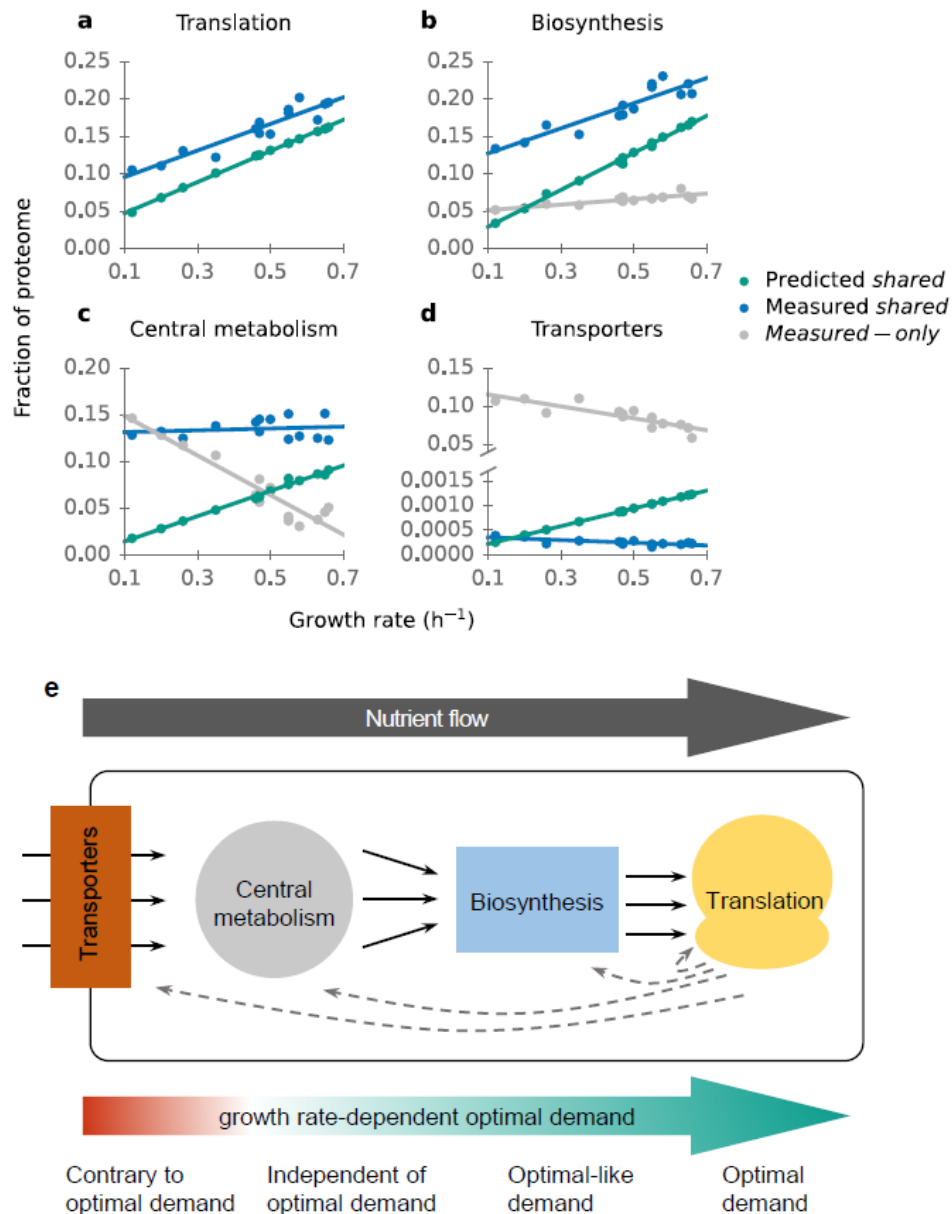 a
Translation
0.25
0.20
0.15
0.10
0.05
0.00
0.1 0.3 0.5 0.7
b
Biosynthesis
0.25
0.20
0.15
0.10
0.05
0.00
0.1 0.3 0.5 0.7
Predicted shared
Measured shared
Measured – only
c
Central metabolism
0.20
0.15
0.10
0.05
0.00
0.1 0.3 0.5 0.7
d
Transporters
0.15
0.10
0.05
0.0015
0.0010
0.0005
0.0000
0.1 0.3 0.5 0.7
Fraction of proteome
Growth rate (h⁻¹)
e
Nutrient flow
Transporters
Central
metabolism
Biosynthesis
Translation
growth rate-dependent optimal demand
Contrary to
optimal demand
Independent of
optimal demand
Optimal-like
demand
Optimal
demand